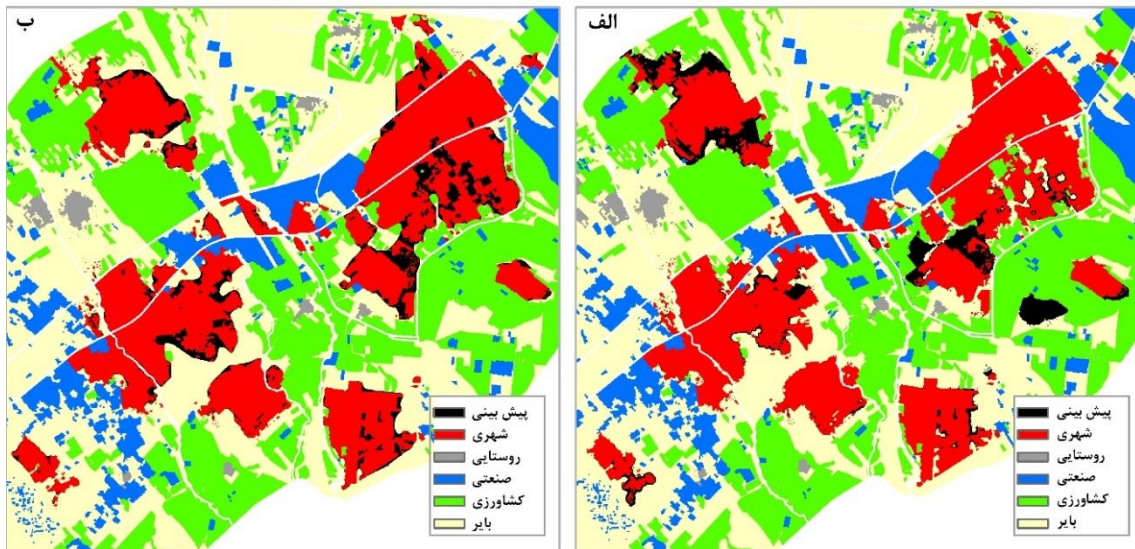 الف
پیش بینی
شهری
روستایی
صنعتی
کشاورزی
بایر
ب
پیش بینی
شهری
روستایی
صنعتی
کشاورزی
بایر